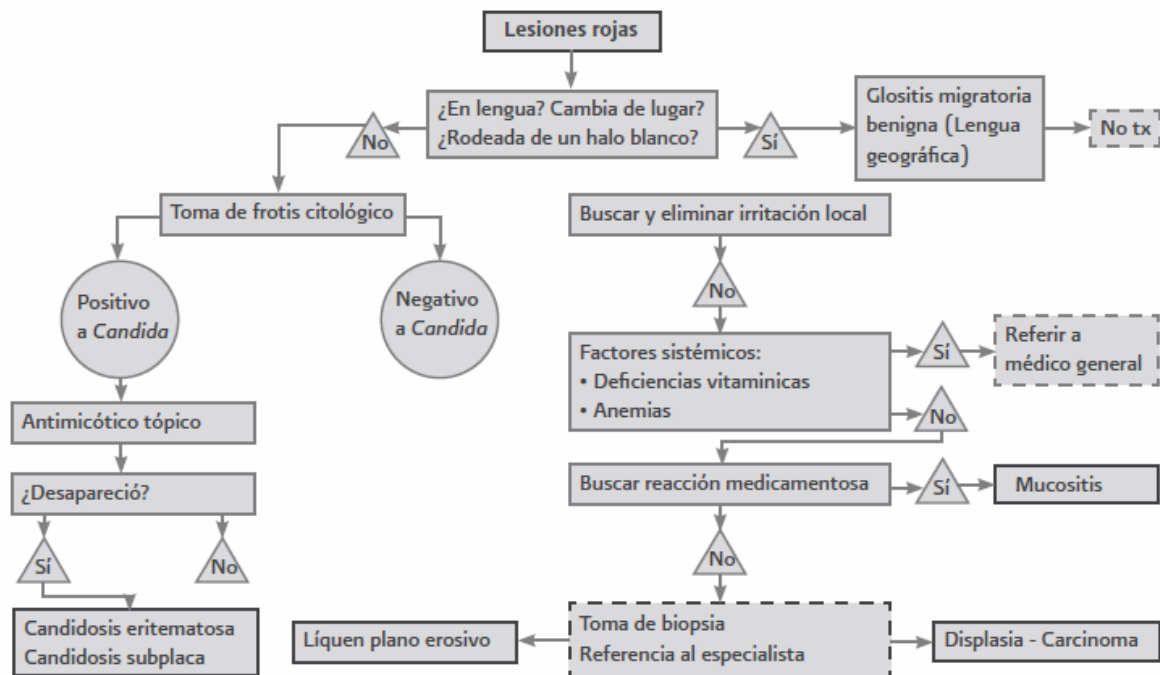 Lesiones rojas
¿En lengua? Cambia de lugar?
¿Rodeada de un halo blanco?
No
Sí
Glositis migratoria
benigna (Lengua
geográfica)
No tx
Toma de frotis citológico
Positivo
a Candida
Negativo
a Candida
Antimicótico tópico
¿Desapareció?
Sí
No
Candidosis eritematosa
Candidosis subplaca
Buscar y eliminar irritación local
No
Factores sistémicos:
• Deficiencias vitaminicas
• Anemias
Sí
Referir a
médico general
No
Buscar reacción medicamentosa
Sí
Mucositis
No
Toma de biopsia
Referencia al especialista
Líquen plano erosivo
Displasia - Carcinoma